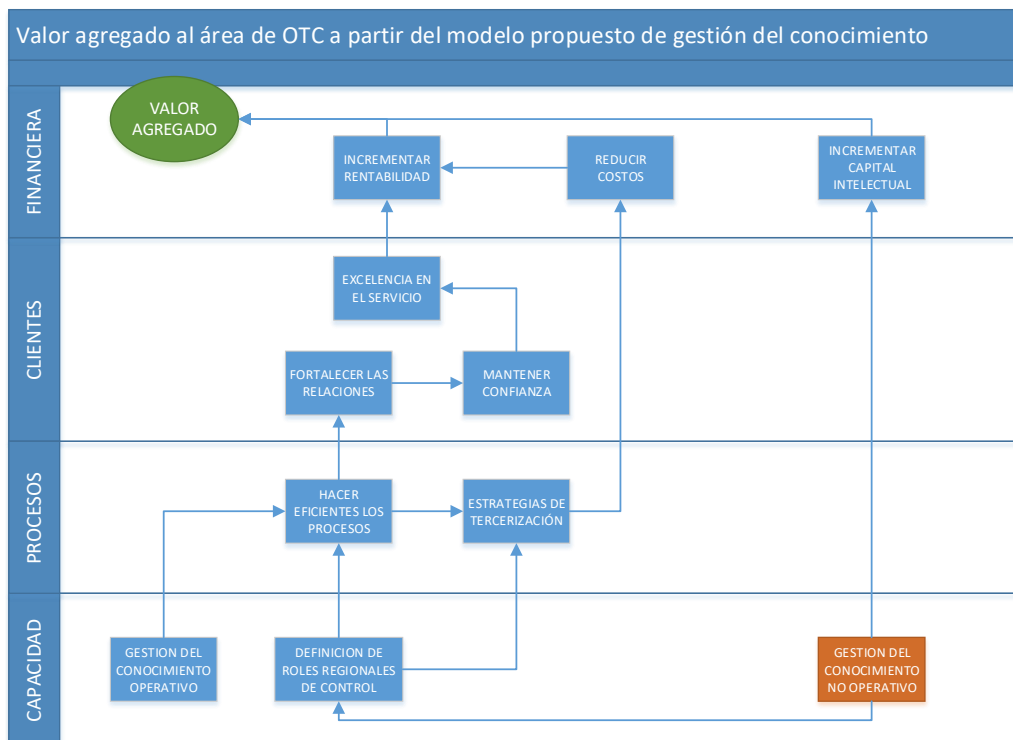 Valor agregado al área de OTC a partir del modelo propuesto de gestión del conocimiento
FINANCIERA
VALOR
AGREGADO
INCREMENTAR
RENTABILIDAD
REDUCIR
COSTOS
INCREMENTAR
CAPITAL
INTELECTUAL
CLIENTES
EXCELENCIA EN
EL SERVICIO
FORTALECER LAS
RELACIONES
MANTENER
CONFIANZA
PROCESOS
HACER
EFICIENTES LOS
PROCESOS
ESTRATEGIAS DE
TERCERIZACIÓN
CAPACIDAD
GESTION DEL
CONOCIMIENTO
OPERATIVO
DEFINICION DE
ROLES REGIONALES
DE CONTROL
GESTION DEL
CONOCIMIENTO
NO OPERATIVO